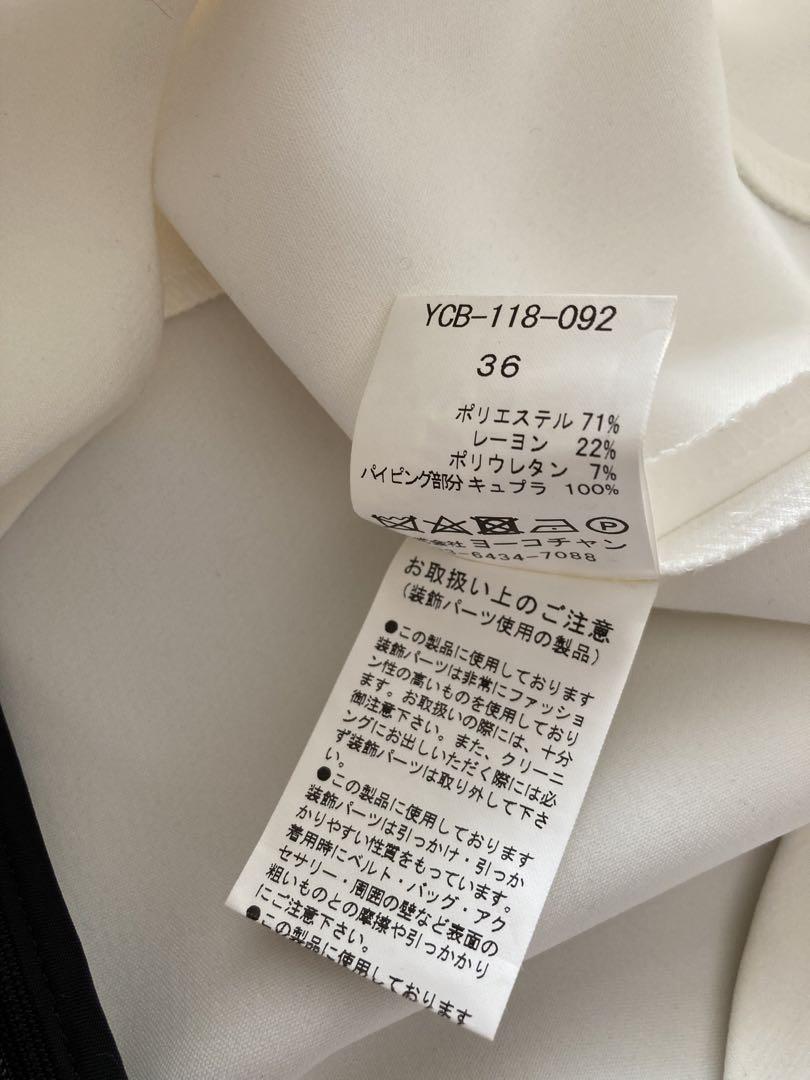 YCB-118-092
36
ポリエステル 71%
レーヨン 22%
ポリウレタン 7%
パイピング部分 キュプラ 100%
P
会社 ヨーコチャン
3-6434-7088
お取扱い上のご注意
(装飾パーツ使用の製品)
●この製品に使用しております
装飾パーツは非常にファッショ
ン性の高いものを使用しており
ます。お取扱いの際には、十分
御注意下さい。また、クリーニ
ングにお出しいただく際には必
ず装飾パーツは取り外して下さ
い。
●この製品に使用しております
装飾パーツは引っかけ・引っか
かりやすい性質をもっています。
着用時にベルト・バッグ・アク
セサリー・周囲の壁など表面の
粗いものとの摩擦や引っかかり
にご注意下さい。
●この製品に使用しております